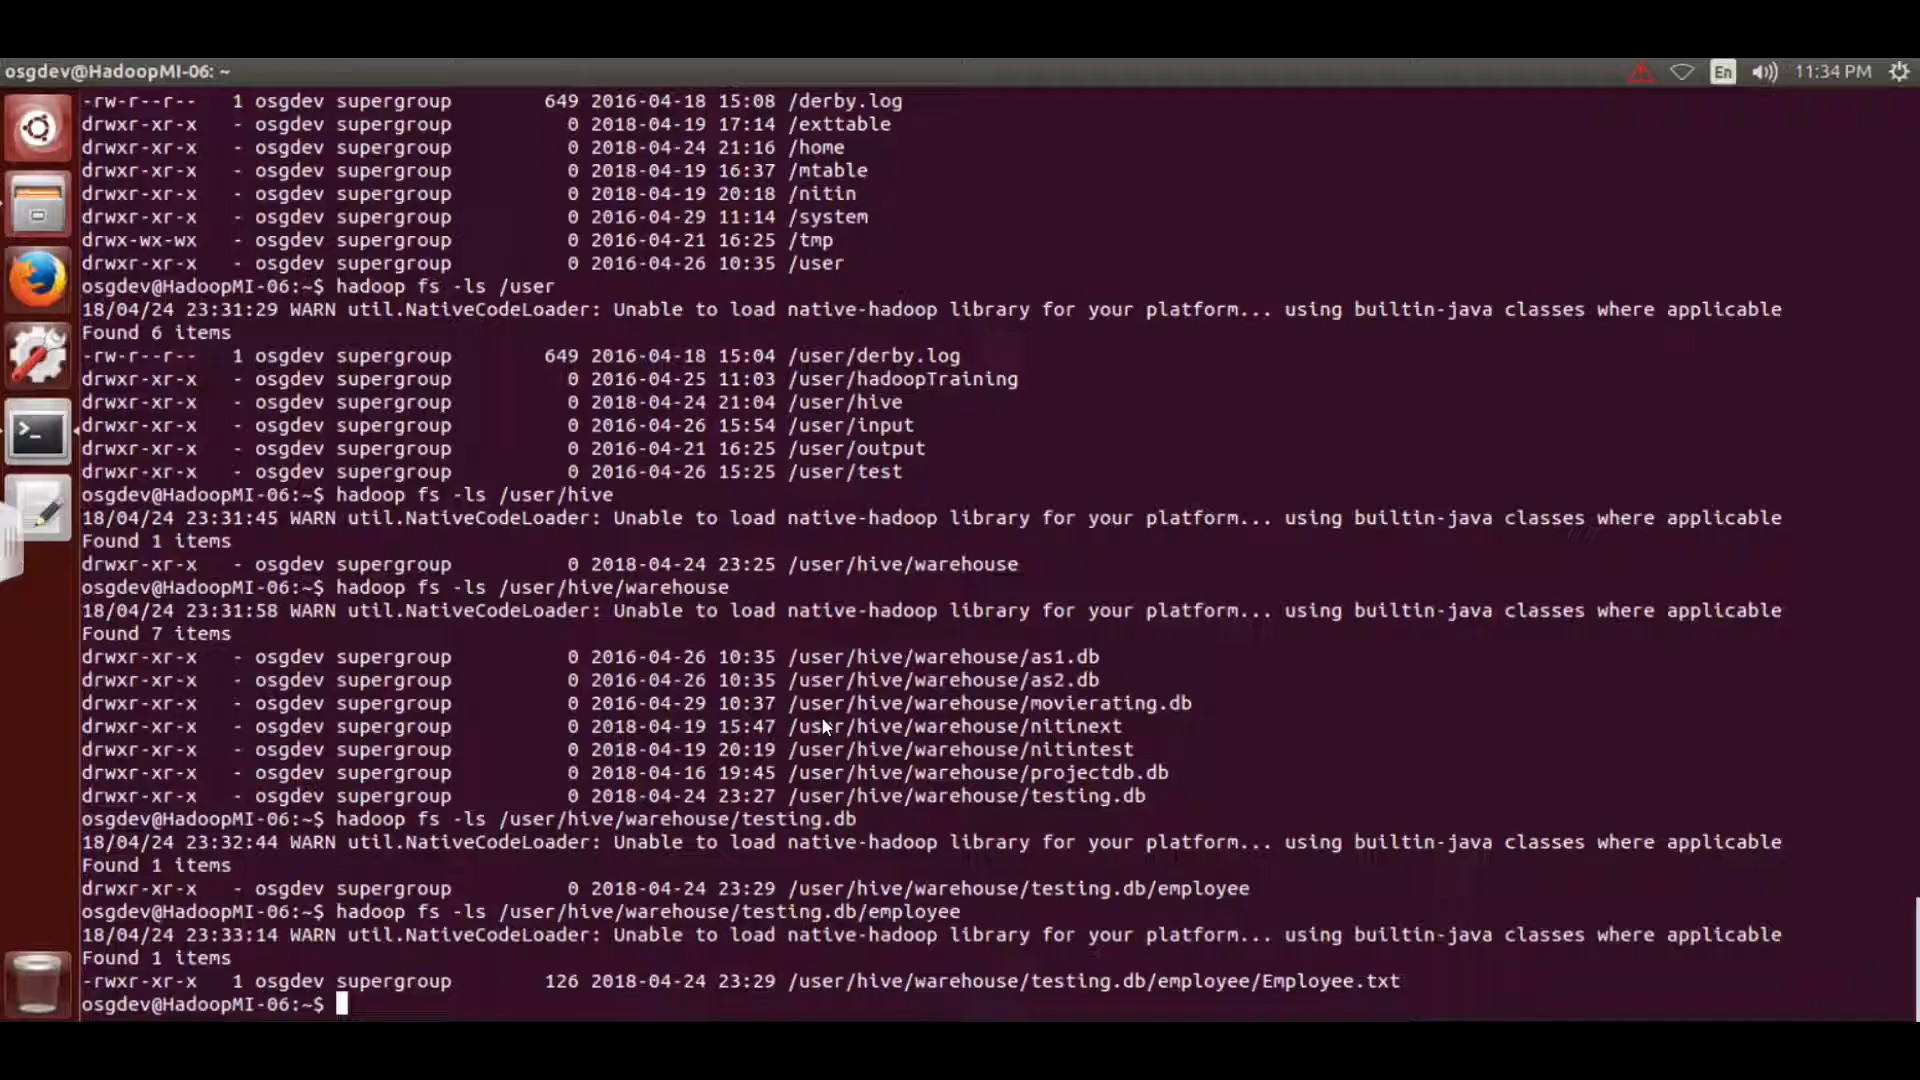 osgdev@HadoopMI-06: ~
En
11:34 PM
-rw-r--r--   1 osgdev supergroup        649 2016-04-18 15:08 /derby.log
drwxr-xr-x   - osgdev supergroup          0 2018-04-19 17:14 /exttable
drwxr-xr-x   - osgdev supergroup          0 2018-04-24 21:16 /home
drwxr-xr-x   - osgdev supergroup          0 2018-04-19 16:37 /mtable
drwxr-xr-x   - osgdev supergroup          0 2018-04-19 20:18 /nitin
drwxr-xr-x   - osgdev supergroup          0 2016-04-29 11:14 /system
drwx-wx-wx   - osgdev supergroup          0 2016-04-21 16:25 /tmp
drwxr-xr-x   - osgdev supergroup          0 2016-04-26 10:35 /user
osgdev@HadoopMI-06:~$ hadoop fs -ls /user
18/04/24 23:31:29 WARN util.NativeCodeLoader: Unable to load native-hadoop library for your platform... using builtin-java classes where applicable
Found 6 items
-rw-r--r--   1 osgdev supergroup        649 2016-04-18 15:04 /user/derby.log
drwxr-xr-x   - osgdev supergroup          0 2016-04-25 11:03 /user/hadoopTraining
drwxr-xr-x   - osgdev supergroup          0 2018-04-24 21:04 /user/hive
drwxr-xr-x   - osgdev supergroup          0 2016-04-26 15:54 /user/input
drwxr-xr-x   - osgdev supergroup          0 2016-04-21 16:25 /user/output
drwxr-xr-x   - osgdev supergroup          0 2016-04-26 15:25 /user/test
osgdev@HadoopMI-06:~$ hadoop fs -ls /user/hive
18/04/24 23:31:45 WARN util.NativeCodeLoader: Unable to load native-hadoop library for your platform... using builtin-java classes where applicable
Found 1 items
drwxr-xr-x   - osgdev supergroup          0 2018-04-24 23:25 /user/hive/warehouse
osgdev@HadoopMI-06:~$ hadoop fs -ls /user/hive/warehouse
18/04/24 23:31:58 WARN util.NativeCodeLoader: Unable to load native-hadoop library for your platform... using builtin-java classes where applicable
Found 7 items
drwxr-xr-x   - osgdev supergroup          0 2016-04-26 10:35 /user/hive/warehouse/as1.db
drwxr-xr-x   - osgdev supergroup          0 2016-04-26 10:35 /user/hive/warehouse/as2.db
drwxr-xr-x   - osgdev supergroup          0 2016-04-29 10:37 /user/hive/warehouse/movierating.db
drwxr-xr-x   - osgdev supergroup          0 2018-04-19 15:47 /user/hive/warehouse/nitinext
drwxr-xr-x   - osgdev supergroup          0 2018-04-19 20:19 /user/hive/warehouse/nitintest
drwxr-xr-x   - osgdev supergroup          0 2018-04-16 19:45 /user/hive/warehouse/projectdb.db
drwxr-xr-x   - osgdev supergroup          0 2018-04-24 23:27 /user/hive/warehouse/testing.db
osgdev@HadoopMI-06:~$ hadoop fs -ls /user/hive/warehouse/testing.db
18/04/24 23:32:44 WARN util.NativeCodeLoader: Unable to load native-hadoop library for your platform... using builtin-java classes where applicable
Found 1 items
drwxr-xr-x   - osgdev supergroup          0 2018-04-24 23:29 /user/hive/warehouse/testing.db/employee
osgdev@HadoopMI-06:~$ hadoop fs -ls /user/hive/warehouse/testing.db/employee
18/04/24 23:33:14 WARN util.NativeCodeLoader: Unable to load native-hadoop library for your platform... using builtin-java classes where applicable
Found 1 items
-rwxr-xr-x   1 osgdev supergroup        126 2018-04-24 23:29 /user/hive/warehouse/testing.db/employee/Employee.txt
osgdev@HadoopMI-06:~$